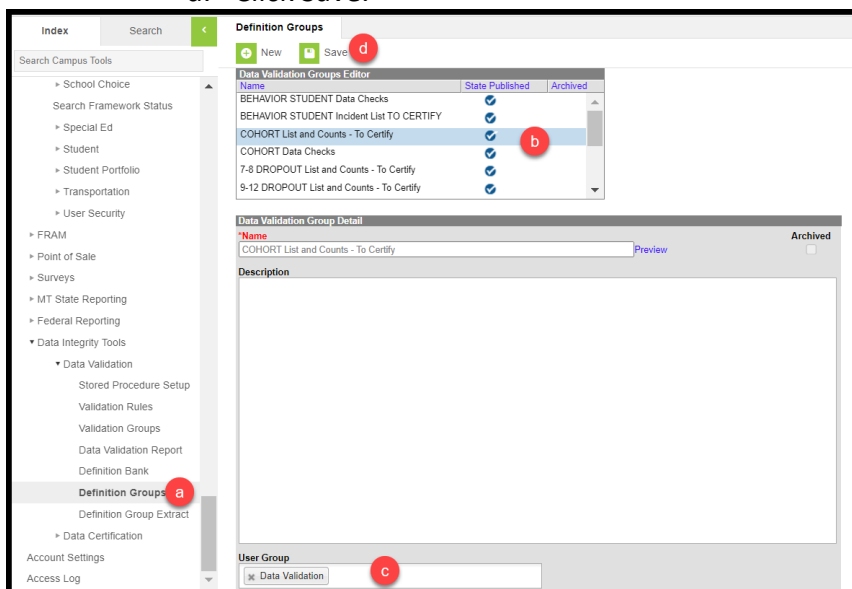 d. Click Save.
Index Search <
Search Campus Tools
School Choice
Search Framework Status
Special Ed
Student
Student Portfolio
Transportation
User Security
FRAM
Point of Sale
Surveys
MT State Reporting
Federal Reporting
Data Integrity Tools
Data Validation
Stored Procedure Setup
Validation Rules
Validation Groups
Data Validation Report
Definition Bank
Definition Groups a
Definition Group Extract
Data Certification
Account Settings
Access Log
Definition Groups
New Save d
Data Validation Groups Editor
Name State Published Archived
BEHAVIOR STUDENT Data Checks
BEHAVIOR STUDENT Incident List TO CERTIFY
COHORT List and Counts - To Certify b
COHORT Data Checks
7-8 DROPOUT List and Counts - To Certify
9-12 DROPOUT List and Counts - To Certify
Data Validation Group Detail
*Name Archived
COHORT List and Counts - To Certify Preview
Description
User Group
x Data Validation c